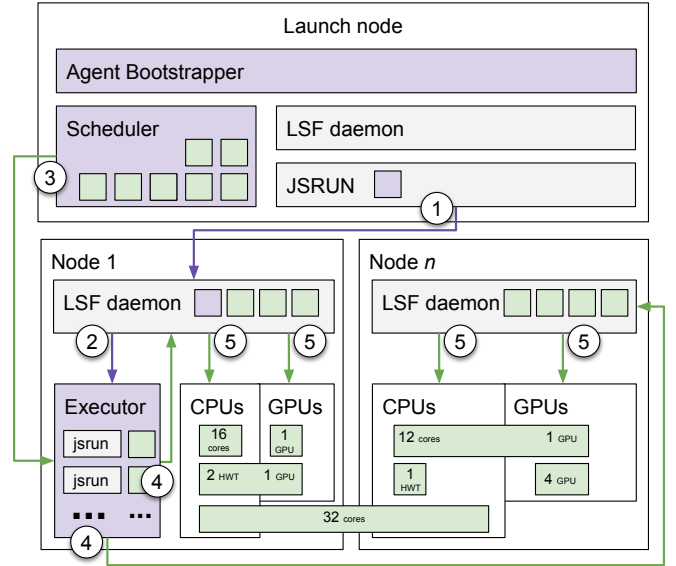 Launch node
Agent Bootstrapper
Scheduler
LSF daemon
3
JSRUN
1
Node 1
Node n
LSF daemon
LSF daemon
2
5
5
5
5
Executor
CPUs
GPUs
CPUs
GPUs
jsrun
16 cores
1 GPU
12 cores
1 GPU
jsrun
4
2 HWT
1 GPU
1 HWT
4 GPU
... ...
32 cores
4